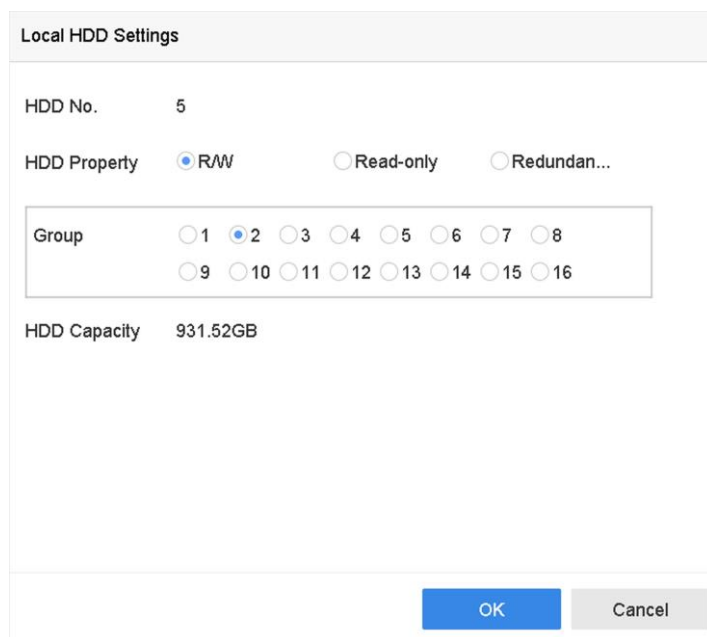 Local HDD Settings
HDD No. 5
HDD Property R/W Read-only Redundan...
Group 1 2 3 4 5 6 7 8
9 10 11 12 13 14 15 16
HDD Capacity 931.52GB
OK Cancel